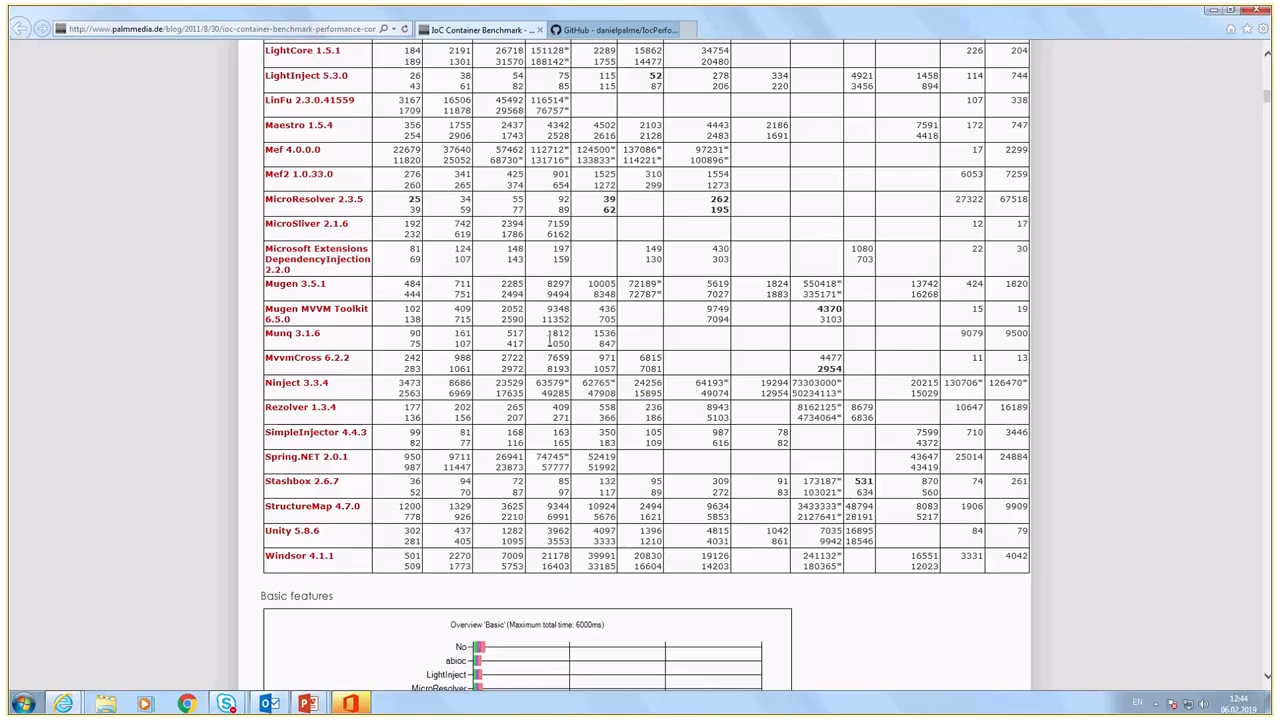 http://www.palmmedia.de/blog/2011/8/30/ioc-container-benchmark-performance-cor
IoC Container Benchmark - ...
GitHub - danielpalme/IocPerfo...
LightCore 1.5.1 184 2191 26718 151128* 2289 15862 34754 226 204
189 1301 31570 188142* 1755 14477 20480
LightInject 5.3.0 26 38 54 75 115 52 278 334 4921 1458 114 744
43 61 82 85 115 87 206 220 3456 894
LinFu 2.3.0.41559 3167 16506 45492 116514* 107 338
1709 11878 29568 76757*
Maestro 1.5.4 356 1755 2437 4342 4502 2103 4443 2186 7591 172 747
254 2906 1743 2528 2616 2128 2483 1691 4418
Mef 4.0.0.0 22679 37640 57462 112712* 124500* 137086* 97231* 17 2299
11820 25052 68730* 131716* 133833* 114221* 100896*
Mef2 1.0.33.0 276 341 425 901 1525 310 1554 6053 7259
260 265 374 654 1272 299 1273
MicroResolver 2.3.5 25 34 55 92 39 262 27322 67518
39 59 77 89 62 195
MicroSliver 2.1.6 192 742 2394 7159 12 17
232 619 1786 6162
Microsoft Extensions 81 124 148 197 149 430 1080 22 30
DependencyInjection 69 107 143 159 130 303 703
2.2.0
Mugen 3.5.1 484 711 2285 8297 10005 72189* 5619 1824 550418* 13742 424 1820
444 751 2494 9494 8348 72787* 7027 1883 335171* 16268
Mugen MVVM Toolkit 102 409 2052 9348 436 9749 4370 15 19
6.5.0 138 715 2590 11352 705 7094 3103
Munq 3.1.6 90 161 517 1812 1536 9079 9500
75 107 417 1050 847
MvvmCross 6.2.2 242 988 2722 7659 971 6815 4477 11 13
283 1061 2972 8193 1057 7081 2954
Ninject 3.3.4 3473 8686 23529 63579* 62765* 24256 64193* 19294 73303000* 20215 130706* 126470*
2563 6969 17635 49285 47908 15895 49074 12954 50234113* 15029
Rezolver 1.3.4 177 202 265 409 558 236 8943 8162125* 8679 10647 16189
136 156 207 271 366 186 5103 4734064* 6836
SimpleInjector 4.4.3 99 81 168 163 350 105 987 78 7599 710 3446
82 77 116 165 183 109 616 82 4372
Spring.NET 2.0.1 950 9711 26941 74745* 52419 43647 25014 24884
987 11447 23873 57777 51992 43419
Stashbox 2.6.7 36 94 72 85 132 95 309 91 173187* 531 870 74 261
52 70 87 97 117 89 272 83 103021* 634 560
StructureMap 4.7.0 1200 1329 3625 9344 10924 2494 9634 3433333* 48794 8083 1906 9909
778 926 2210 6991 5676 1621 5853 2127641* 28191 5217
Unity 5.8.6 302 437 1282 3962 4097 1396 4815 1042 7035 16895 84 79
281 405 1095 3553 3333 1210 4031 861 9942 18546
Windsor 4.1.1 501 2270 7009 21178 39991 20830 19126 241132* 16551 3331 4042
509 1773 5753 16403 33185 16604 14203 180365* 12023
Basic features
Overview 'Basic' (Maximum total time: 6000ms)
No
abioc
LightInject
MicroResolver
EN
12:44
06.02.2019